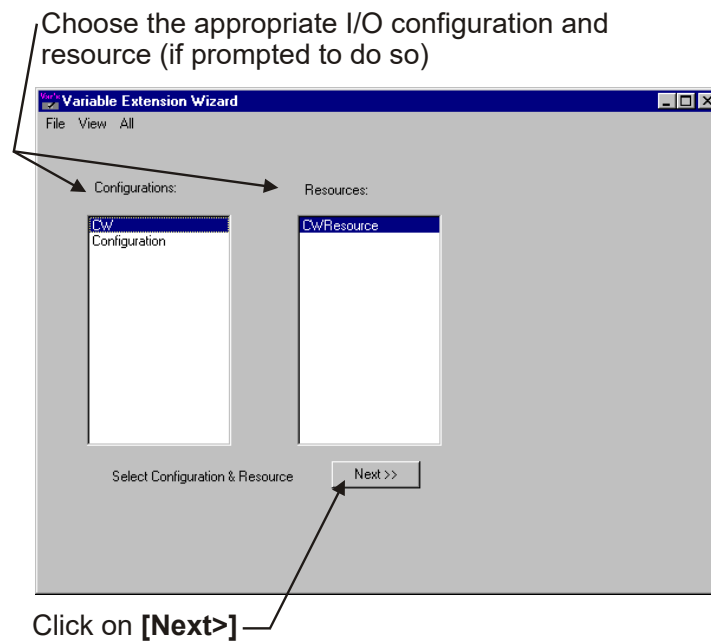 Choose the appropriate I/O configuration and
resource (if prompted to do so)
Variable Extension Wizard
File View All
Configurations:
Resources:
CW
Configuration
CWResource
Select Configuration & Resource
Next >>
Click on [Next>]